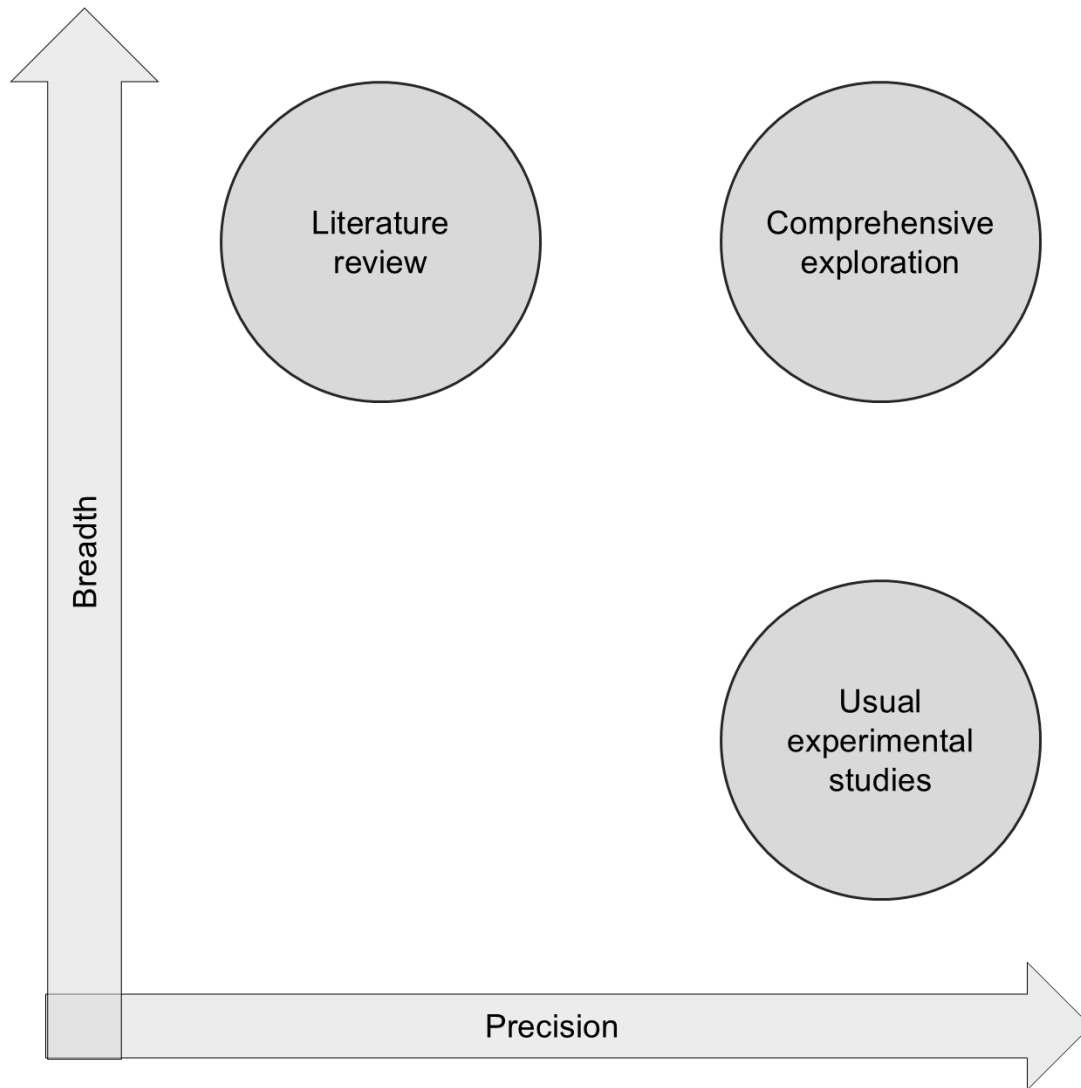 Literature
review
Comprehensive
exploration
Breadth
Usual
experimental
studies
Precision